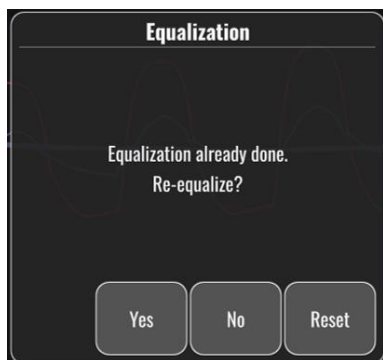 Equalization
Equalization already done.
Re-equalize?
Yes
No
Reset